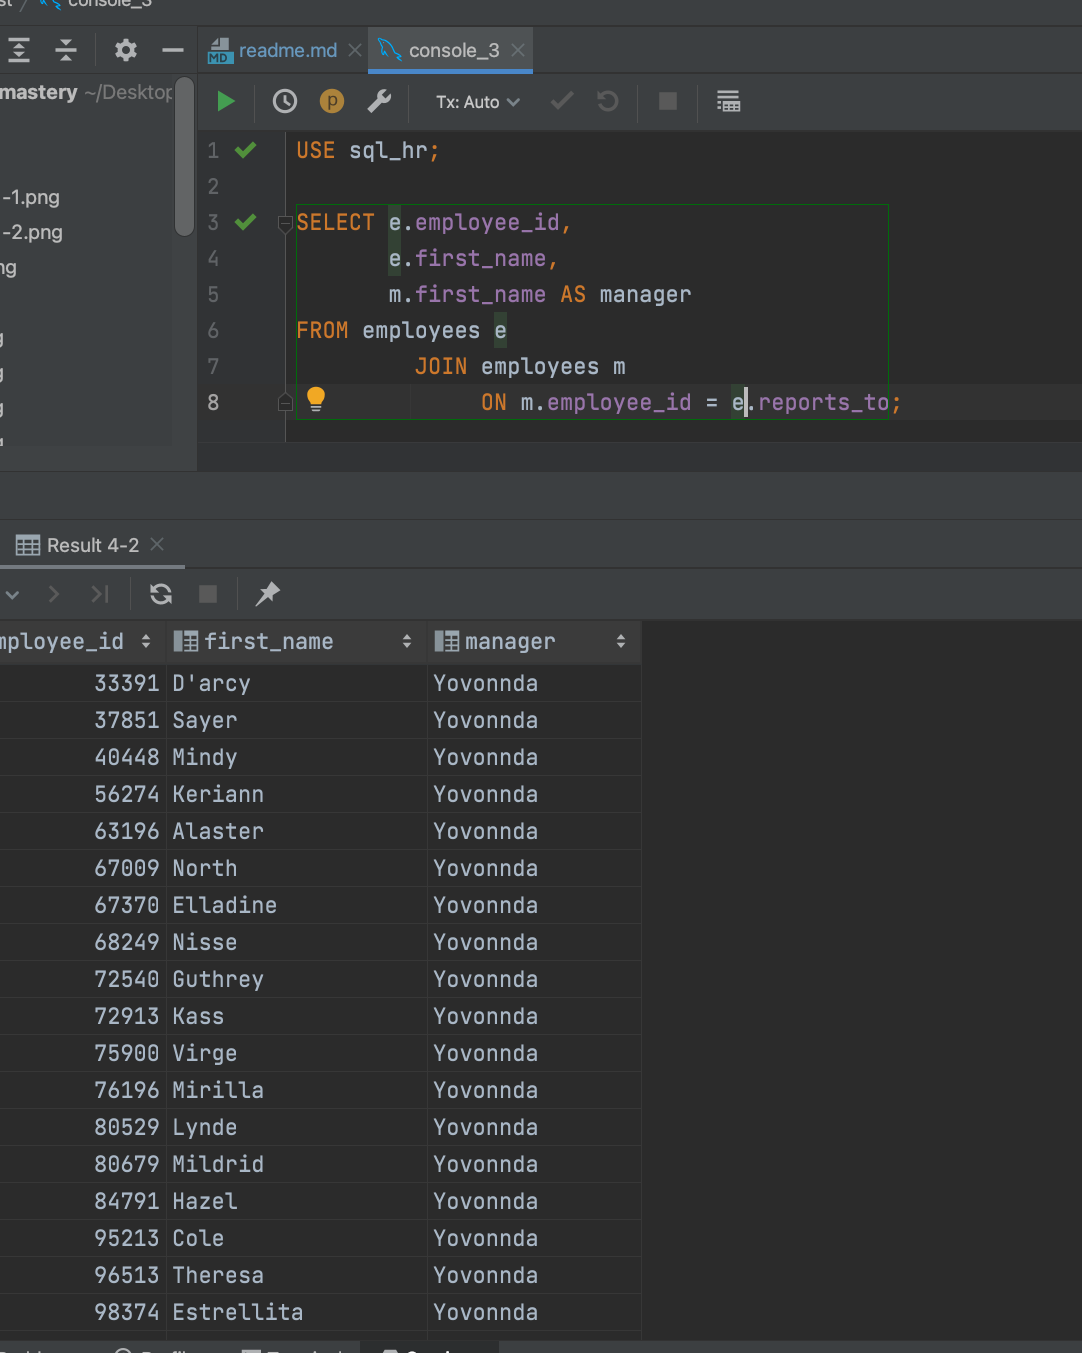 console_3
readme.md
console_3
mastery ~/Desktop
Tx: Auto
-1.png
-2.png
ng
1 USE sql_hr;
2
3 SELECT e.employee_id,
4 e.first_name,
5 m.first_name AS manager
6 FROM employees e
7 JOIN employees m
8 ON m.employee_id = e.reports_to;
Result 4-2
mployee_id first_name manager
33391 D'arcy Yovonnda
37851 Sayer Yovonnda
40448 Mindy Yovonnda
56274 Keriann Yovonnda
63196 Alaster Yovonnda
67009 North Yovonnda
67370 Elladine Yovonnda
68249 Nisse Yovonnda
72540 Guthrey Yovonnda
72913 Kass Yovonnda
75900 Virge Yovonnda
76196 Mirilla Yovonnda
80529 Lynde Yovonnda
80679 Mildrid Yovonnda
84791 Hazel Yovonnda
95213 Cole Yovonnda
96513 Theresa Yovonnda
98374 Estrellita Yovonnda